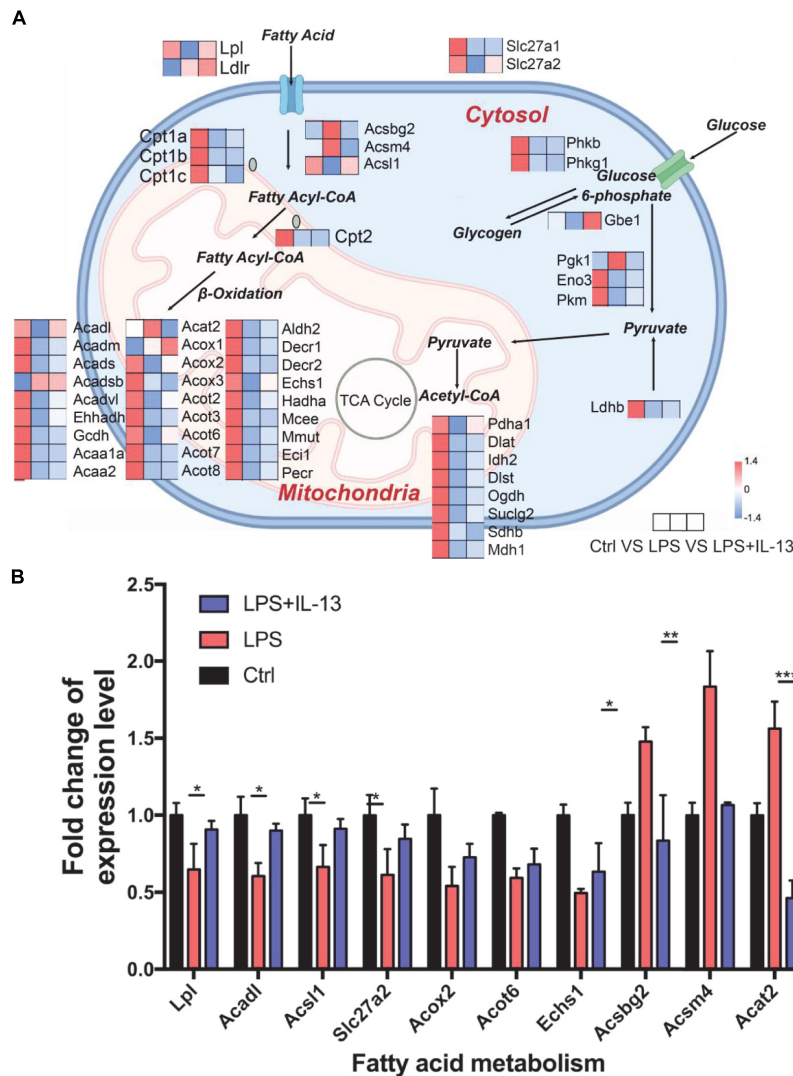 A
Fatty Acid
Lpl
Ldlr
Slc27a1
Slc27a2
Cytosol
Cpt1a
Cpt1b
Cpt1c
Acsbg2
Acsm4
Acsl1
Phkb
Phkg1
Glucose
Glucose
6-phosphate
Fatty Acyl-CoA
Glycogen
Gbe1
Cpt2
Fatty Acyl-CoA
Pgk1
Eno3
Pkm
β-Oxidation
Acadl
Acadm
Acads
Acadsb
Acadvl
Ehhadh
Gcdh
Acaa1a
Acaa2
Acat2
Acox1
Acox2
Acox3
Acot2
Acot3
Acot6
Acot7
Acot8
Aldh2
Decr1
Decr2
Echs1
Hadha
Mcee
Mmut
Eci1
Pecr
Pyruvate
Pyruvate
Acetyl-CoA
TCA Cycle
Ldhb
Pdha1
Dlat
Idh2
Dlst
Ogdh
Suclg2
Sdhb
Mdh1
Mitochondria
1.4
0
-1.4
Ctrl VS LPS VS LPS+IL-13
B
LPS+IL-13
LPS
Ctrl
Fold change of
expression level
2.5
2.0
1.5
1.0
0.5
0.0
*
*
*
*
*
**
***
Lpl
Acadl
Acsl1
Slc27a2
Acox2
Acot6
Echs1
Acsbg2
Acsm4
Acat2
Fatty acid metabolism